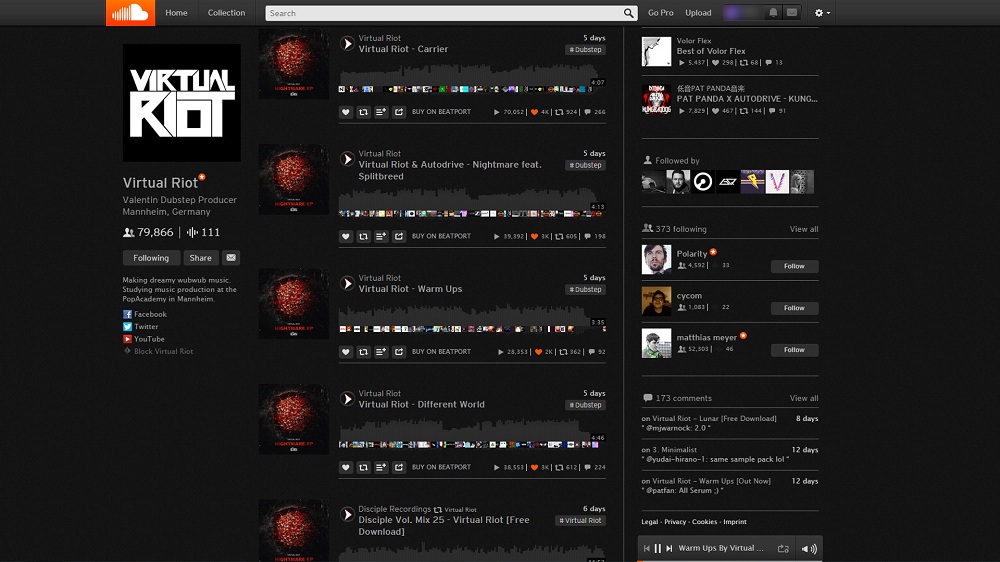 Home
Collection
Search
Go Pro
Upload
VIRTUAL
RIOT
Virtual Riot
Valentin Dubstep Producer
Mannheim, Germany
79,866
111
Following
Share
Making dreamy wubwub music.
Studying music production at the
PopAcademy in Mannheim.
Facebook
Twitter
YouTube
Block Virtual Riot
Virtual Riot
5 days
Virtual Riot - Carrier
# Dubstep
4:07
BUY ON BEATPORT
70,052
4K
924
266
Virtual Riot
5 days
Virtual Riot & Autodrive - Nightmare feat.
Splitbreed
# Dubstep
4:13
BUY ON BEATPORT
39,392
3K
605
198
Virtual Riot
5 days
Virtual Riot - Warm Ups
# Dubstep
3:35
BUY ON BEATPORT
28,353
2K
362
92
Virtual Riot
5 days
Virtual Riot - Different World
# Dubstep
4:46
BUY ON BEATPORT
38,553
3K
612
224
Disciple Recordings Virtual Riot
6 days
Disciple Vol. Mix 25 - Virtual Riot [Free
Download]
# Virtual Riot
NIGHTMARE EP
NIGHTMARE EP
NIGHTMARE EP
NIGHTMARE EP
Volor Flex
Best of Volor Flex
5,437
298
68
13
低音PAT PANDA音来
PAT PANDA X AUTODRIVE - KUNG...
7,829
467
144
91
Followed by
373 following
View all
Polarity
4,592
33
Follow
cycom
1,083
22
Follow
matthias meyer
52,303
46
Follow
173 comments
View all
on Virtual Riot - Lunar [Free Download]
8 days
" @mjwarnock: 2.0 "
on 3. Minimalist
12 days
" @yudai-hirano-1: same sample pack lol "
on Virtual Riot - Warm Ups [Out Now]
12 days
" @patfan: All Serum ;) "
Legal - Privacy - Cookies - Imprint
Warm Ups By Virtual ...